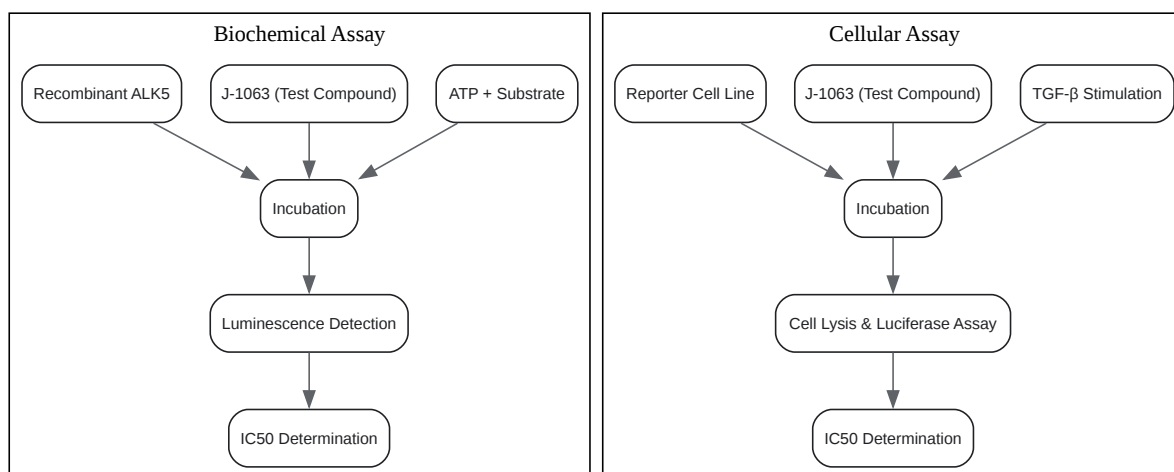 Biochemical Assay
Recombinant ALK5
J-1063 (Test Compound)
ATP + Substrate
Incubation
Luminescence Detection
IC50 Determination
Cellular Assay
Reporter Cell Line
J-1063 (Test Compound)
TGF-β Stimulation
Incubation
Cell Lysis & Luciferase Assay
IC50 Determination